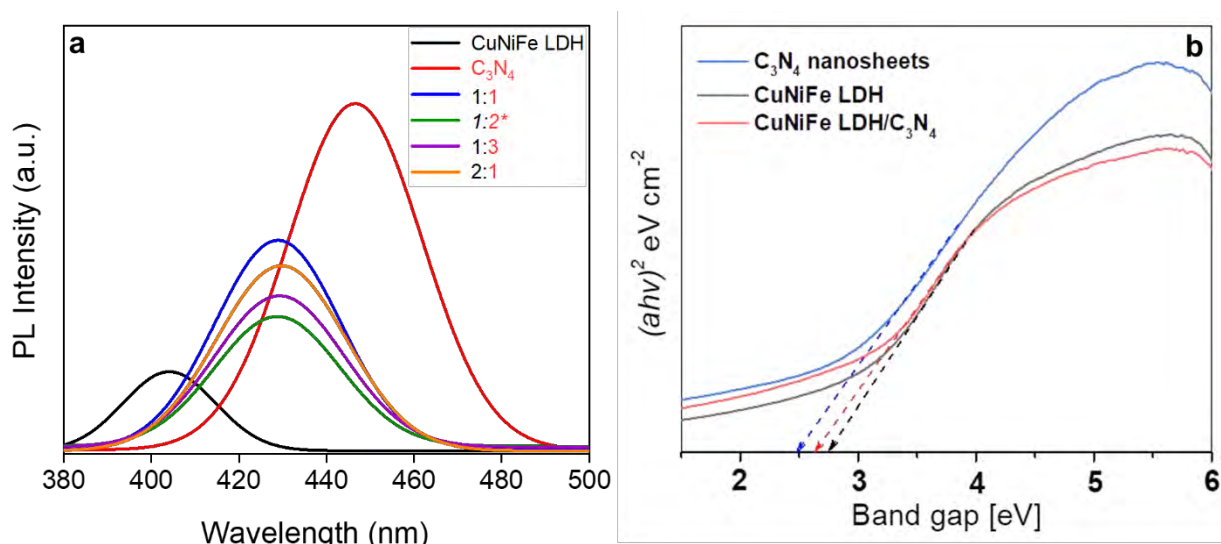 a
CuNiFe LDH
C₃N₄
1:1
1:2*
1:3
2:1
PL Intensity (a.u.)
380 400 420 440 460 480 500
Wavelength (nm)
b
C₃N₄ nanosheets
CuNiFe LDH
CuNiFe LDH/C₃N₄
(ahv)² eV cm⁻²
2 3 4 5 6
Band gap [eV]